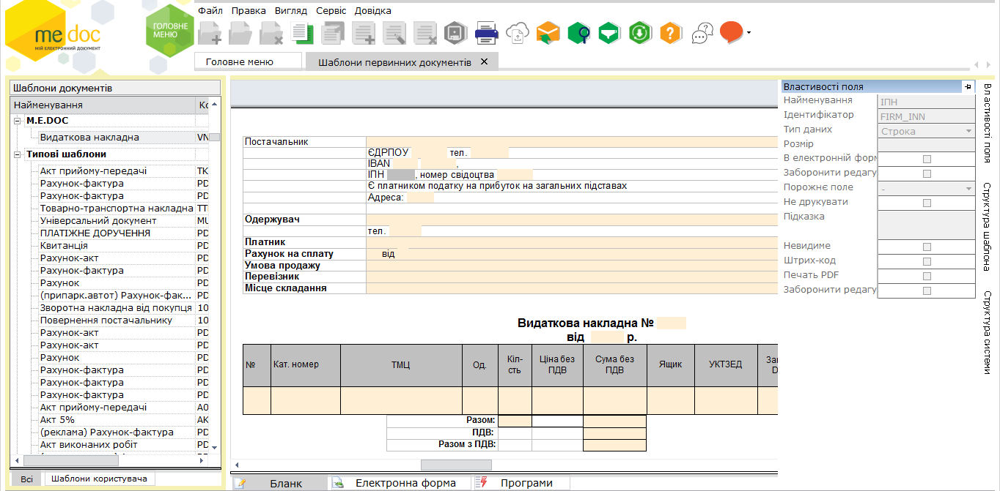 Файл Правка Вигляд Сервіс Довідка
me doc
МІЙ ЕЛЕКТРОННИЙ ДОКУМЕНТ
ГОЛОВНЕ
МЕНЮ
Головне меню
Шаблони первинних документів
Шаблони документів
Найменування Кс
M.E.DOC
Видаткова накладна VN
Типові шаблони
Акт прийому-передачі ТК
Рахунок-фактура PD
Рахунок-фактура PD
Товарно-транспортна накладна TT
Універсальний документ MU
ПЛАТІЖНЕ ДОРУЧЕННЯ PD
Квитанція PD
Рахунок-акт PD
Рахунок-фактура PD
Рахунок PD
(припарк.автот) Рахунок-фак... PD
Зворотна накладна від покупця 10
Повернення постачальнику 10
Рахунок-акт PD
Рахунок-акт PD
Рахунок PD
Рахунок-фактура PD
Рахунок-фактура PD
Рахунок-фактура PD
Акт прийому-передачі A0
Акт 5% AK
(реклама) Рахунок-фактура PD
Акт виконаних робіт PD
Всі Шаблони користувача
Постачальник
ЄДРПОУ тел.
IBAN ,
ІПН , номер свідоцтва
Є платником податку на прибуток на загальних підставах
Адреса:
Одержувач
тел.
Платник
Рахунок на сплату від
Умова продажу
Перевізник
Місце складання
Видаткова накладна №
від р.
№ Кат. номер ТМЦ Од. Кіл-
сть Ціна без
ПДВ Сума без
ПДВ Ящик УКТЗЕД
Разом:
ПДВ:
Разом з ПДВ:
Бланк Електронна форма Програми
Властивості поля
Найменування ІПН
Ідентифікатор FIRM_INN
Тип даних Строка
Розмір
В електронній форм
Заборонити редагу
Порожнє поле -
Не друкувати
Підказка
Невидиме
Штрих-код
Печать PDF
Заборонити редагу
Властивості поля
Структура шаблона
Структура системи